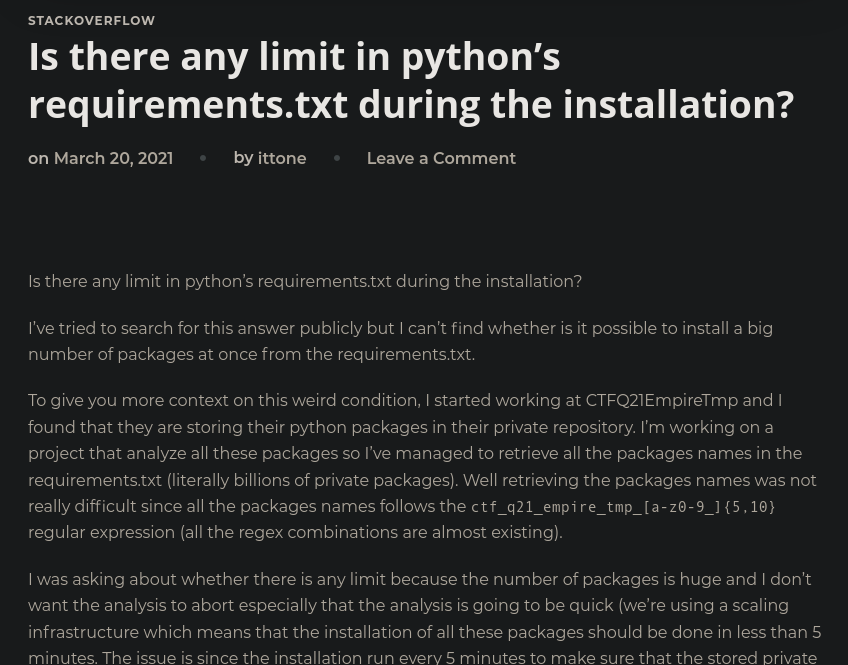 STACKOVERFLOW
Is there any limit in python’s
requirements.txt during the installation?
on March 20, 2021 • by ittone • Leave a Comment
Is there any limit in python’s requirements.txt during the installation?
I’ve tried to search for this answer publicly but I can’t find whether is it possible to install a big
number of packages at once from the requirements.txt.
To give you more context on this weird condition, I started working at CTFQ21EmpireTmp and I
found that they are storing their python packages in their private repository. I’m working on a
project that analyze all these packages so I’ve managed to retrieve all the packages names in the
requirements.txt (literally billions of private packages). Well retrieving the packages names was not
really difficult since all the packages names follows the ctf_q21_empire_tmp_[a-z0-9_]{5,10}
regular expression (all the regex combinations are almost existing).
I was asking about whether there is any limit because the number of packages is huge and I don’t
want the analysis to abort especially that the analysis is going to be quick (we’re using a scaling
infrastructure which means that the installation of all these packages should be done in less than 5
minutes. The issue is since the installation run every 5 minutes to make sure that the stored private